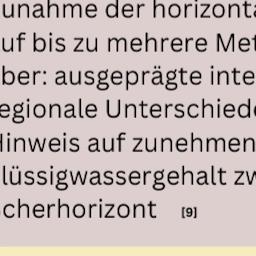 unahme der horizonta
uf bis zu mehrere Met
ber: ausgeprägte inte
egionale Unterschiede
Hinweis auf zunehmen
lüssigwassergehalt zw
cherhorizont [9]